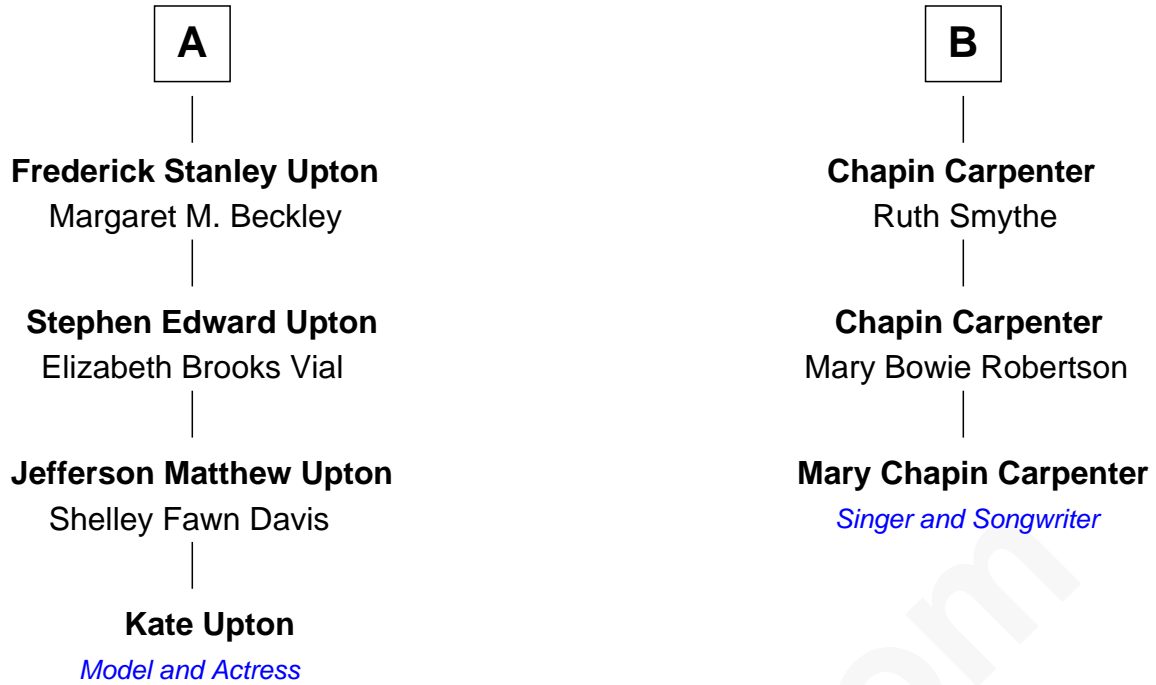 A
Frederick Stanley Upton
Margaret M. Beckley
Stephen Edward Upton
Elizabeth Brooks Vial
Jefferson Matthew Upton
Shelley Fawn Davis
Kate Upton
Model and Actress
B
Chapin Carpenter
Ruth Smythe
Chapin Carpenter
Mary Bowie Robertson
Mary Chapin Carpenter
Singer and Songwriter
om